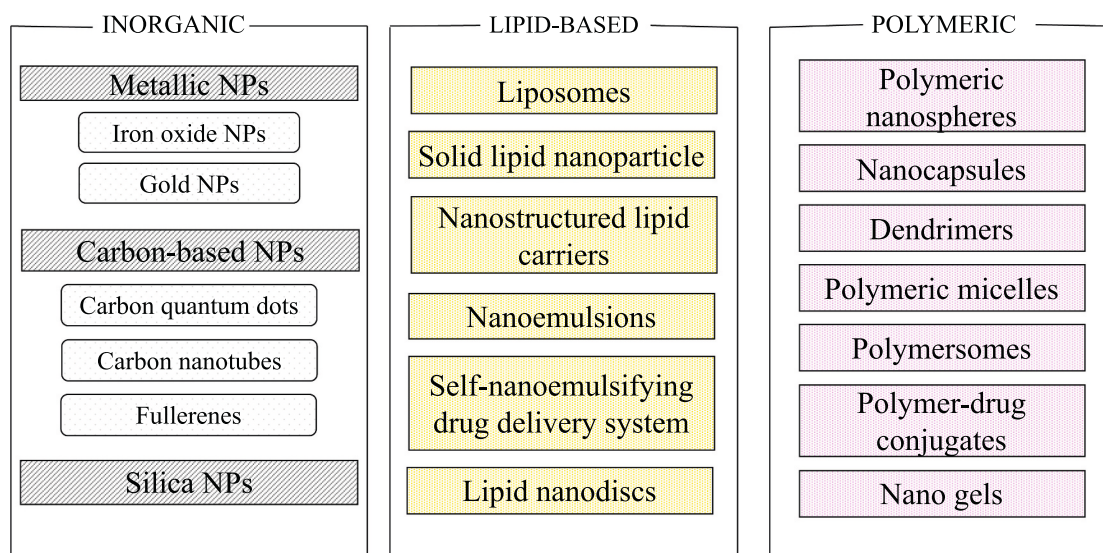 INORGANIC
Metallic NPs
Iron oxide NPs
Gold NPs
Carbon-based NPs
Carbon quantum dots
Carbon nanotubes
Fullerenes
Silica NPs
LIPID-BASED
Liposomes
Solid lipid nanoparticle
Nanostructured lipid
carriers
Nanoemulsions
Self-nanoemulsifying
drug delivery system
Lipid nanodiscs
POLYMERIC
Polymeric
nanospheres
Nanocapsules
Dendrimers
Polymeric micelles
Polymersomes
Polymer-drug
conjugates
Nano gels